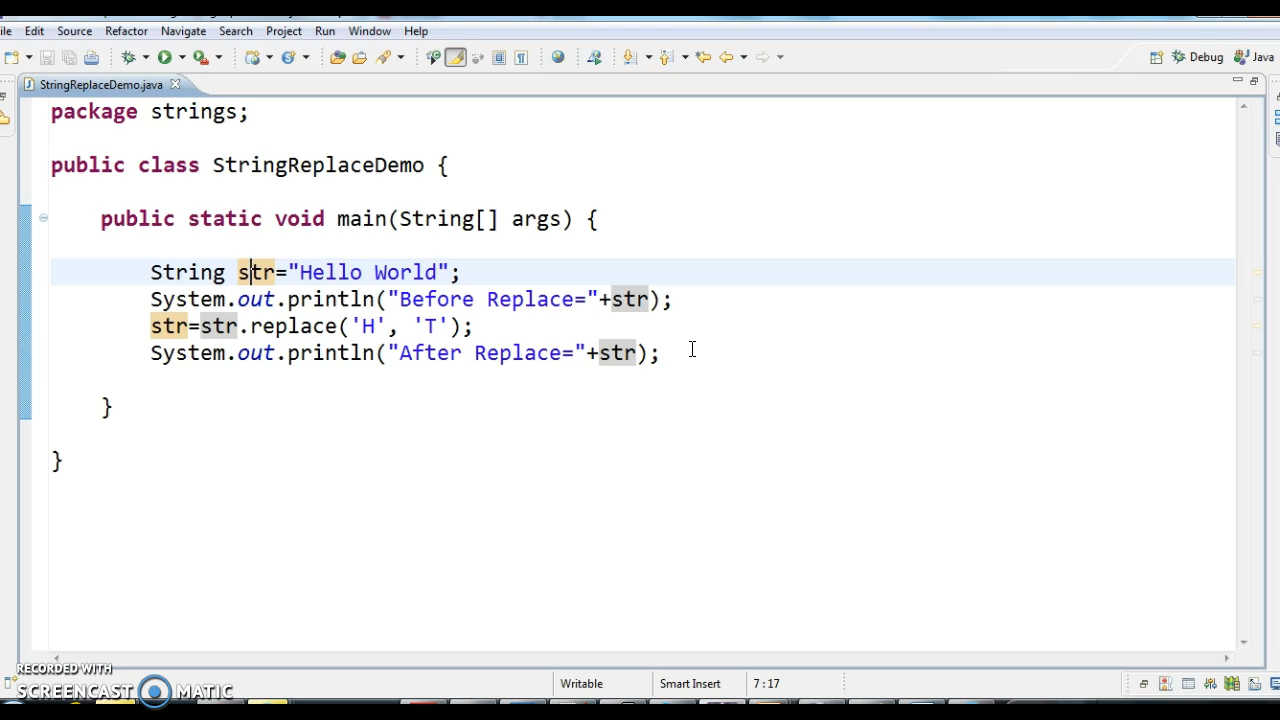 ile Edit Source Refactor Navigate Search Project Run Window Help
Debug Java
StringReplaceDemo.java
package strings;
public class StringReplaceDemo {
public static void main(String[] args) {
String str="Hello World";
System.out.println("Before Replace="+str);
str=str.replace('H', 'T');
System.out.println("After Replace="+str);
}
}
RECORDED WITH
SCREENCAST MATIC
Writable Smart Insert 7:17